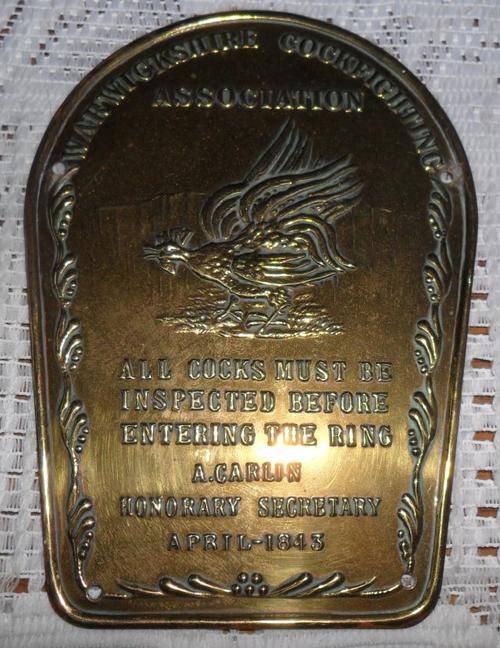 WARWICKSHIRE COCKFIGHTING
ASSOCIATION
ALL COCKS MUST BE
INSPECTED BEFORE
ENTERING THE RING
A.CARLIN
HONORARY SECRETARY
APRIL-1843